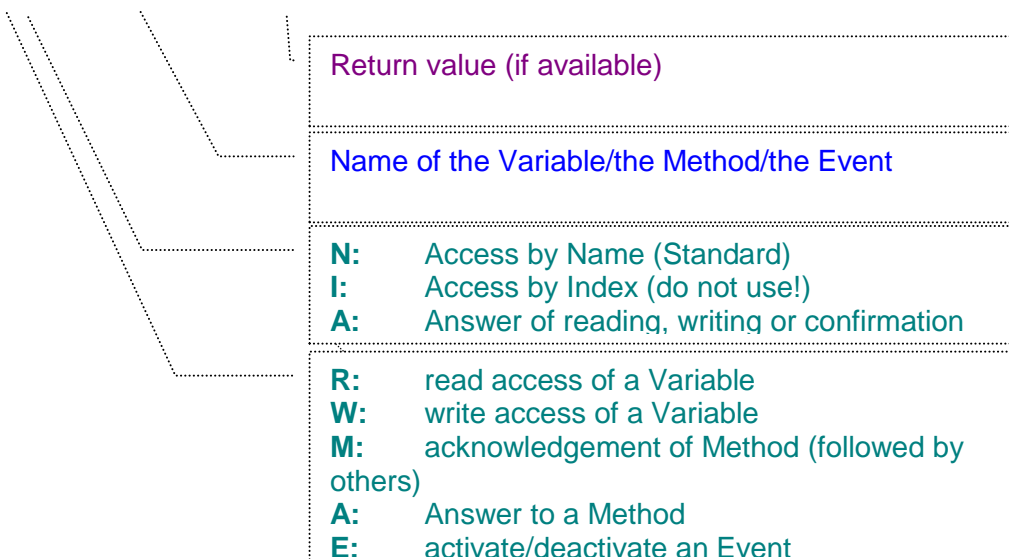 Return value (if available)
Name of the Variable/the Method/the Event
N: Access by Name (Standard)
I: Access by Index (do not use!)
A: Answer of reading, writing or confirmation
R: read access of a Variable
W: write access of a Variable
M: acknowledgement of Method (followed by
others)
A: Answer to a Method
E: activate/deactivate an Event